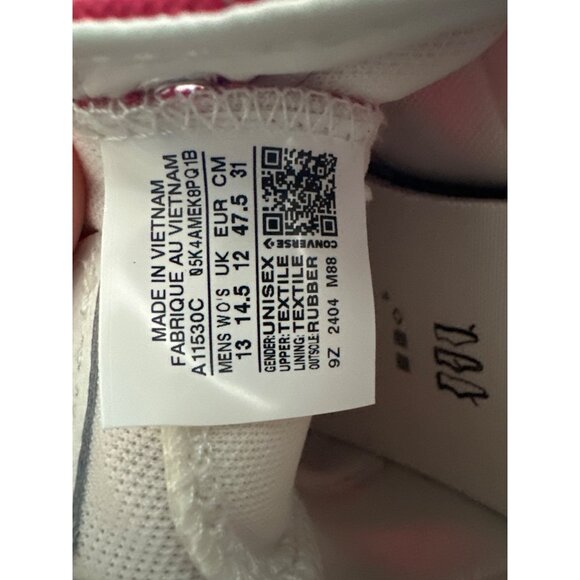 MADE IN VIETNAM
FABRIQUE AU VIETNAM
A11530C 05K4AMEK8PQ1B
MENS WO'S UK EUR CM
13 14.5 12 47.5 31
GENDER: UNISEX
UPPER: TEXTILE
LINING: TEXTILE
OUTSOLE: RUBBER
9Z 2404 M88
CONVERSE